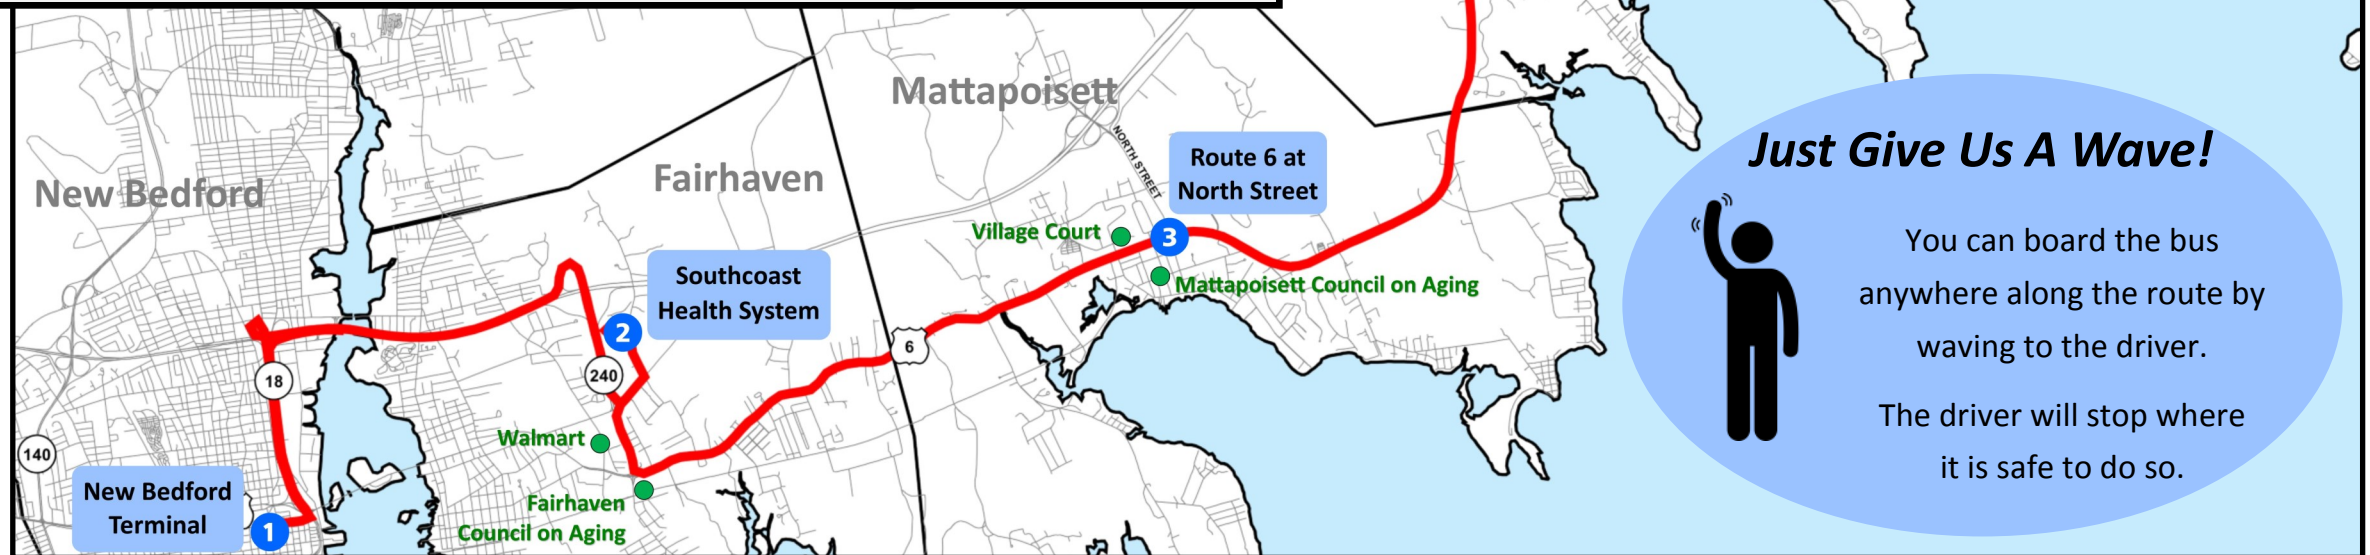 Mattapoisett
NORTH STREET
Route 6 at
North Street
New Bedford
Fairhaven
Village Court
3
Mattapoisett Council on Aging
Southcoast
Health System
2
240
6
18
140
Walmart
Fairhaven
Council on Aging
New Bedford
Terminal
1
Just Give Us A Wave!
You can board the bus
anywhere along the route by
waving to the driver.
The driver will stop where
it is safe to do so.